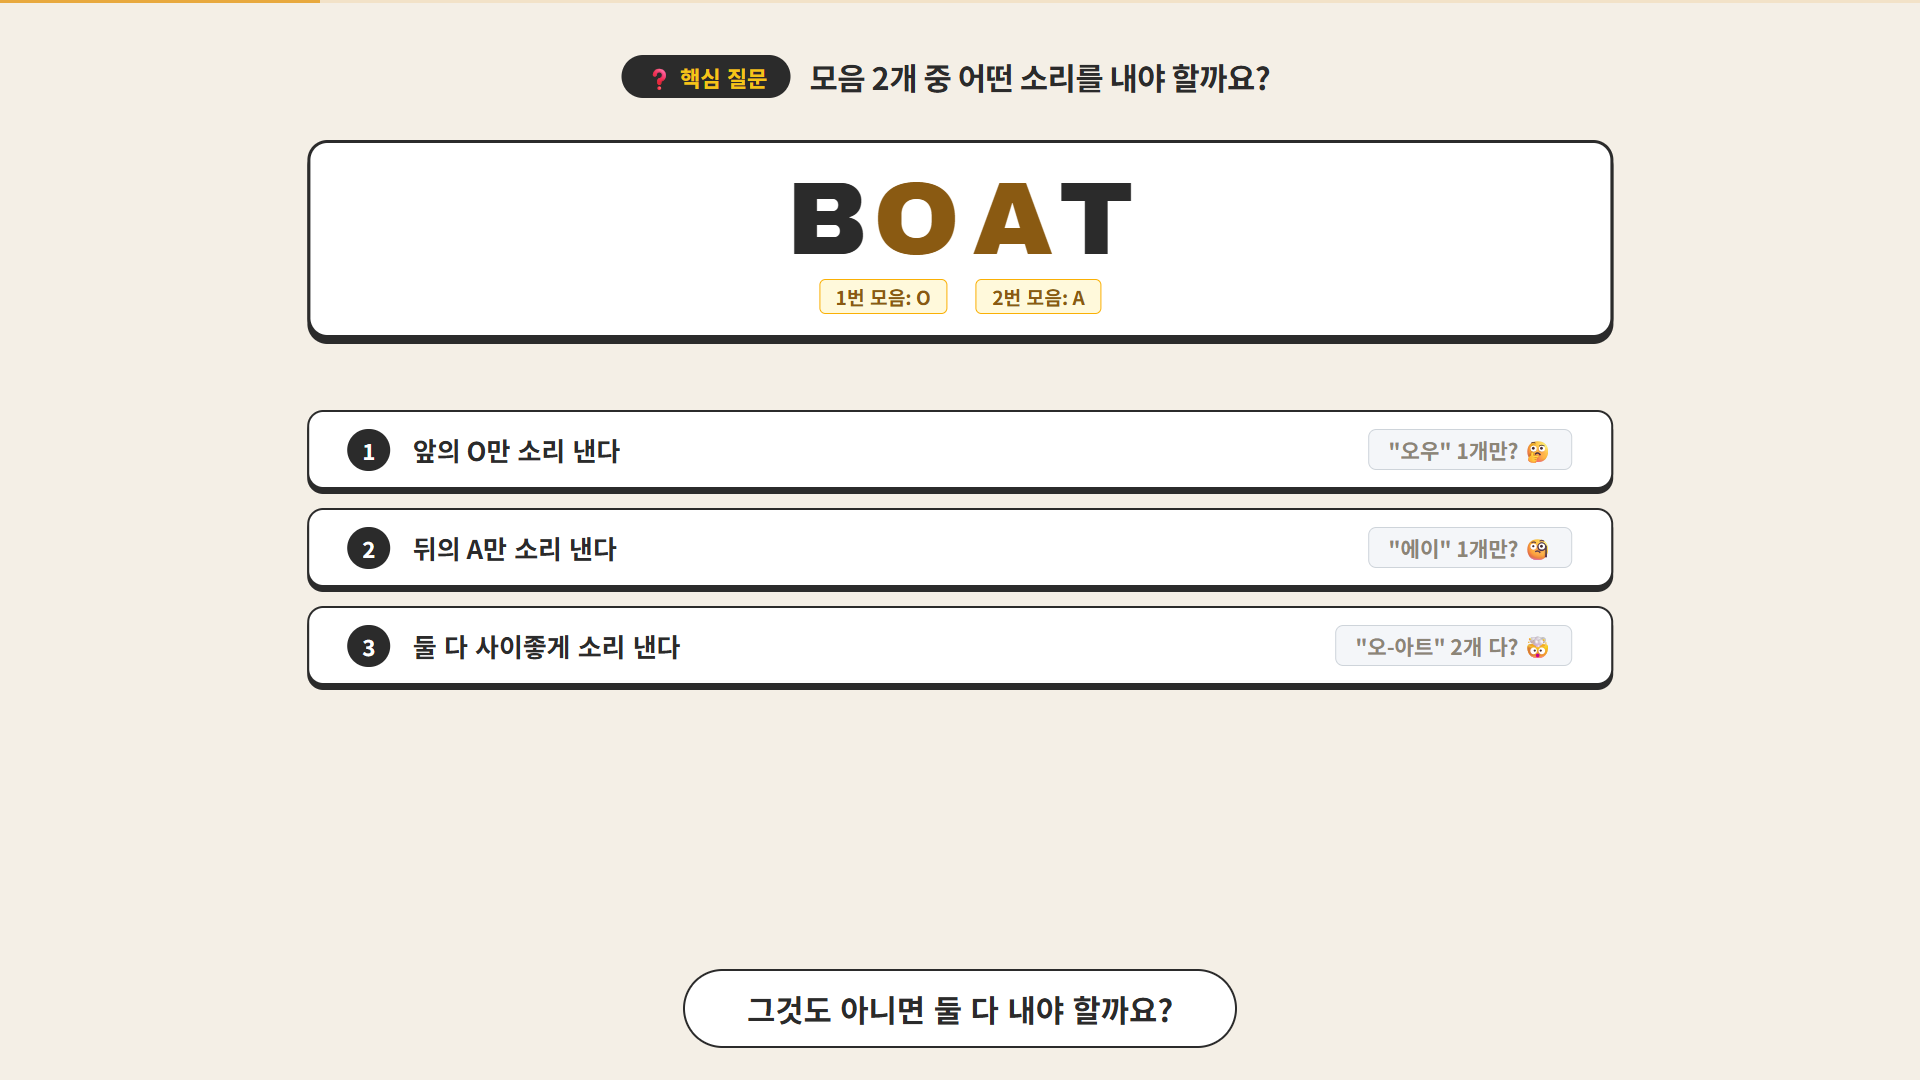 ❓ 핵심 질문 모음 2개 중 어떤 소리를 내야 할까요?
BOAT
1번 모음: O 2번 모음: A
1 앞의 O만 소리 낸다 "오우" 1개만? 🤔
2 뒤의 A만 소리 낸다 "에이" 1개만? 🧐
3 둘 다 사이좋게 소리 낸다 "오-아트" 2개 다? 🤯
그것도 아니면 둘 다 내야 할까요?